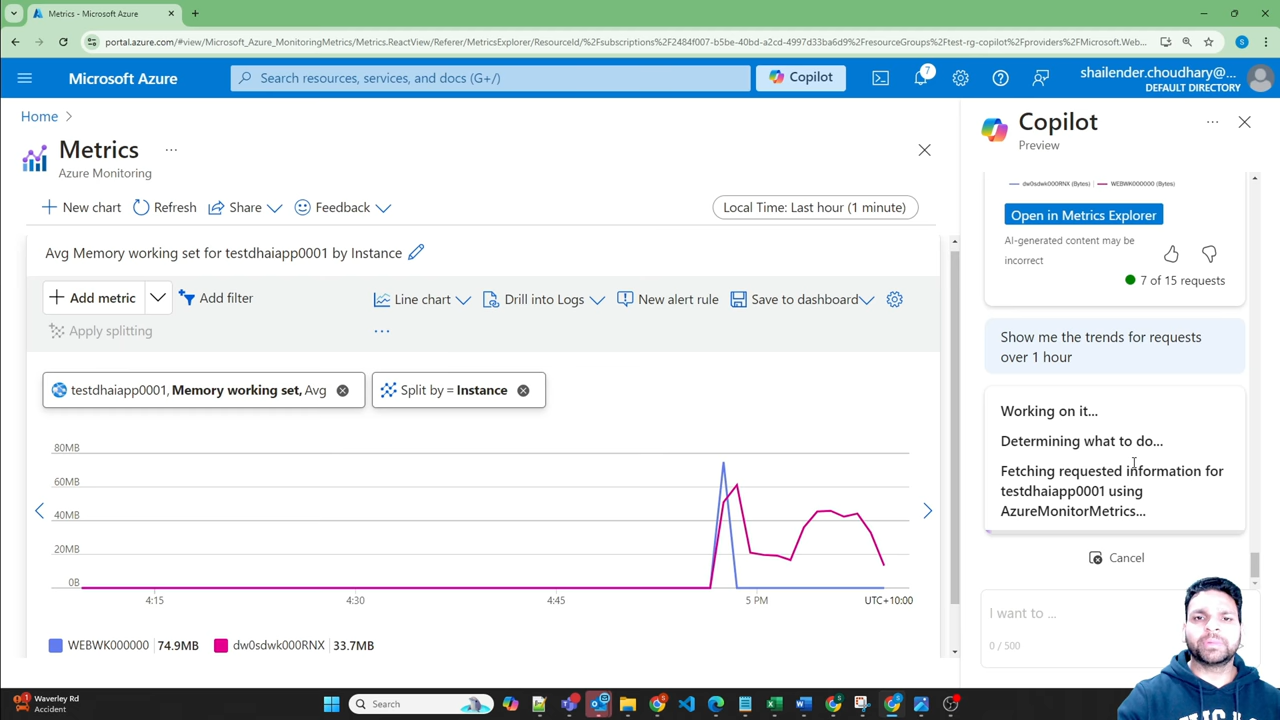 Metrics - Microsoft Azure
portal.azure.com/#view/Microsoft_Azure_MonitoringMetrics/Metrics.ReactView/Referer/MetricsExplorer/ResourceId/%2Fsubscriptions%2F2484f007-b5be-40bd-a2cd-4997d33ba6d9%2FresourceGroups%2Ftest-rg-copilot%2Fproviders%2FMicrosoft.Web...
S
Microsoft Azure
Search resources, services, and docs (G+/)
Copilot
7
shailender.choudhary@...
DEFAULT DIRECTORY
Home
Metrics ...
Azure Monitoring
New chart
Refresh
Share
Feedback
Local Time: Last hour (1 minute)
Avg Memory working set for testdhaiapp0001 by Instance
Add metric
Add filter
Line chart
Drill into Logs
New alert rule
Save to dashboard
Apply splitting
...
testdhaiapp0001, Memory working set, Avg
Split by = Instance
80MB
60MB
40MB
20MB
0B
4:15
4:30
4:45
5 PM
UTC+10:00
WEBWK000000 74.9MB
dw0sdwk000RNX 33.7MB
Copilot
...
Preview
dw0sdwk000RNX (Bytes)
WEBWK000000 (Bytes)
Open in Metrics Explorer
AI-generated content may be
incorrect
7 of 15 requests
Show me the trends for requests
over 1 hour
Working on it...
Determining what to do...
Fetching requested information for
testdhaiapp0001 using
AzureMonitorMetrics...
Cancel
I want to ...
0 / 500
1
Waverley Rd
Accident
Search